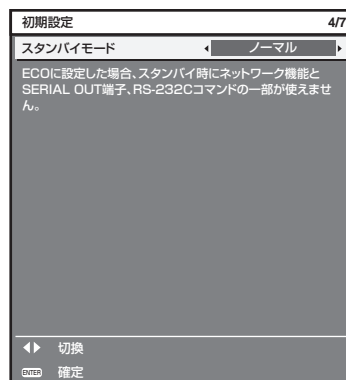 初期設定 4/7
スタンバイモード ノーマル
ECOに設定した場合、スタンバイ時にネットワーク機能と
SERIAL OUT端子、RS-232Cコマンドの一部が使えませ
ん。
切換
ENTER 確定